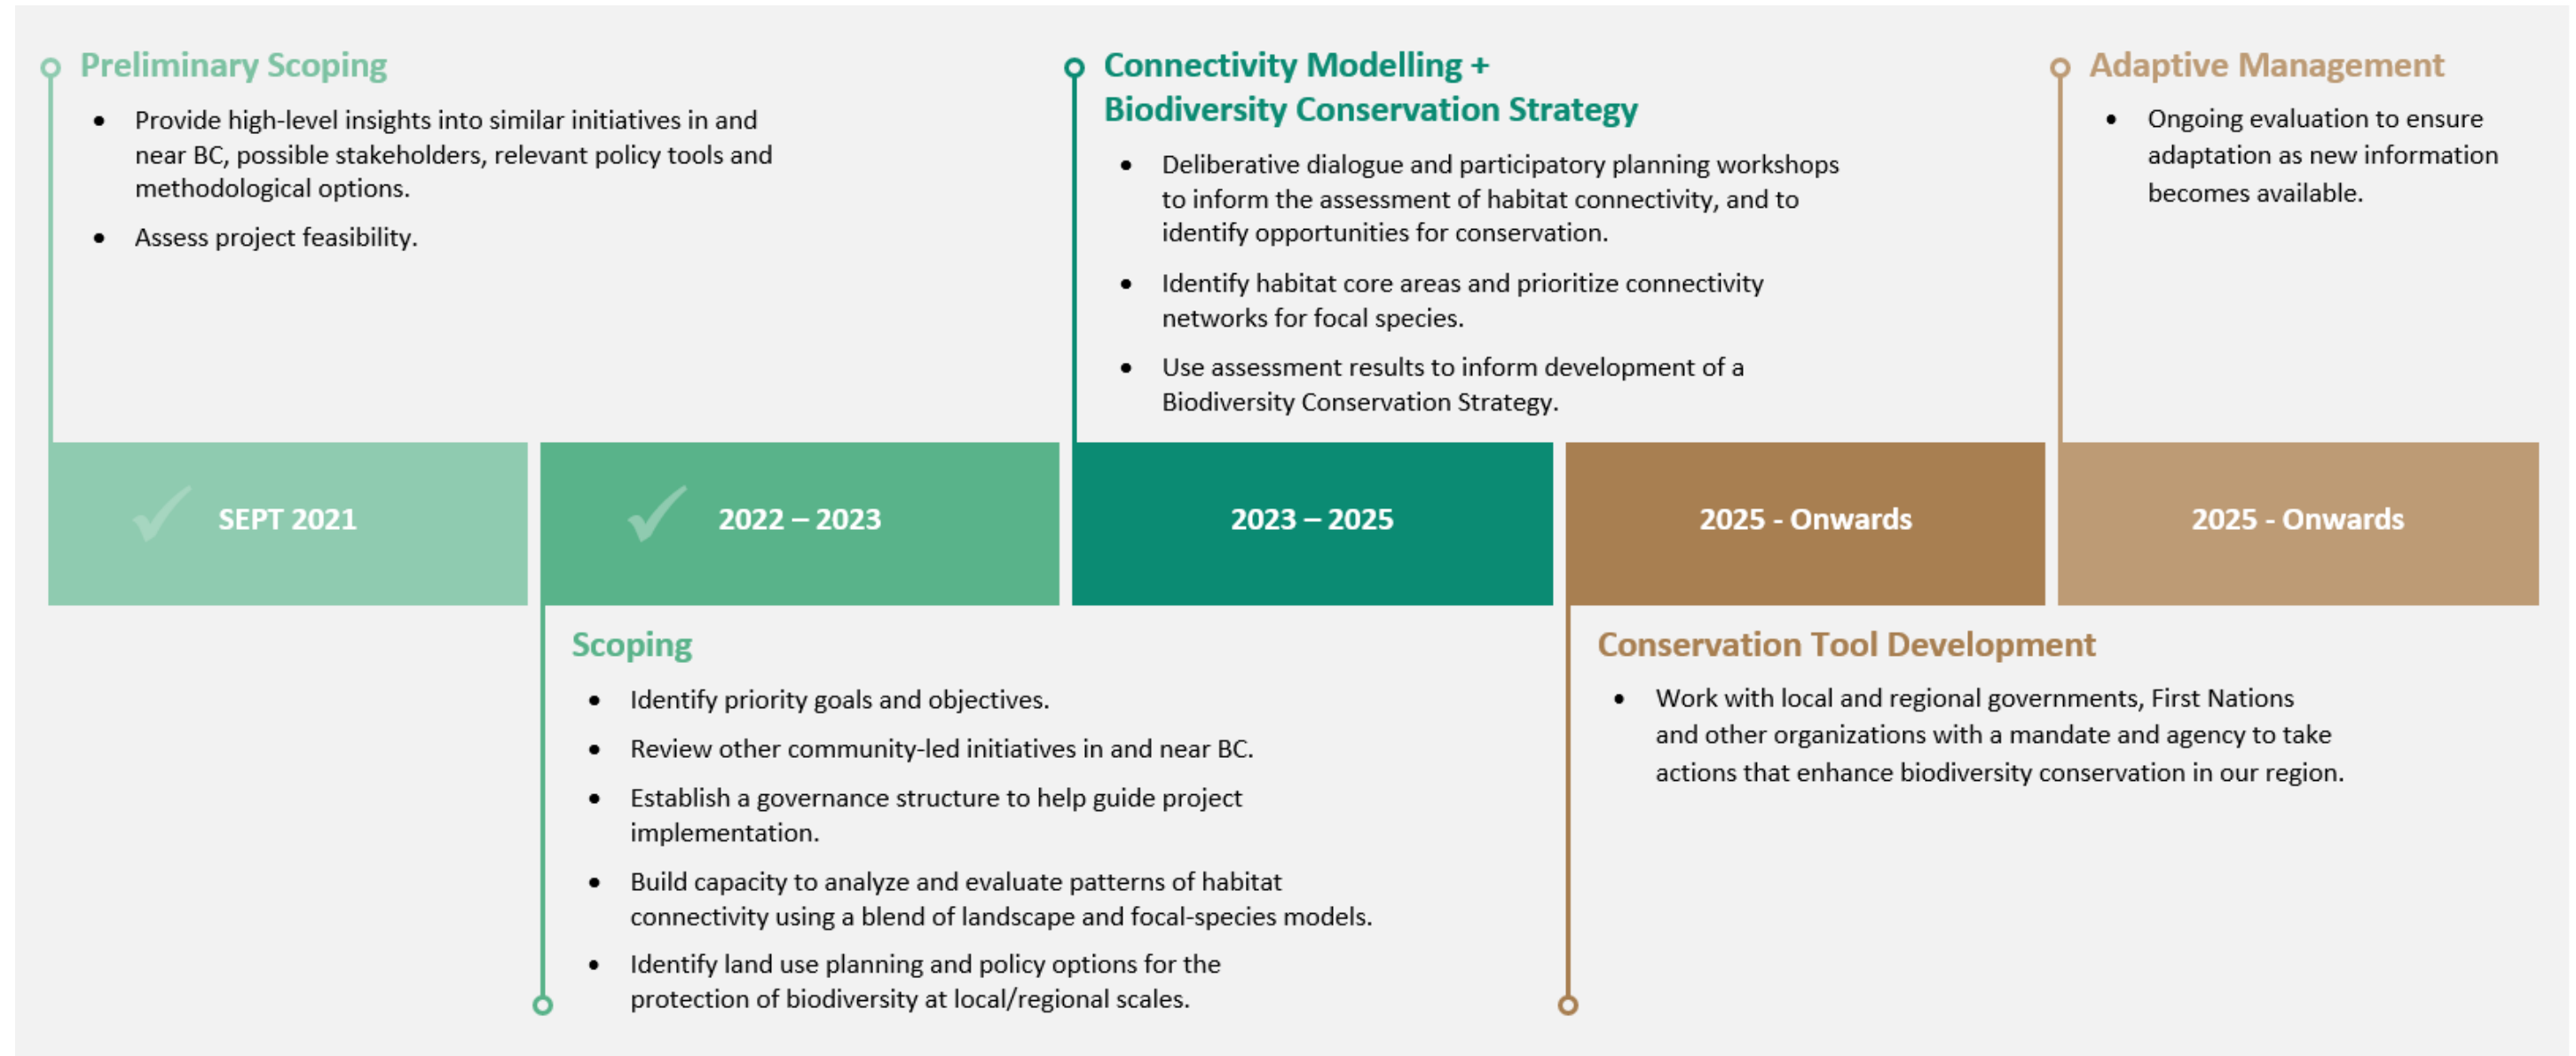 Preliminary Scoping
• Provide high-level insights into similar initiatives in and
near BC, possible stakeholders, relevant policy tools and
methodological options.
• Assess project feasibility.
Connectivity Modelling +
Biodiversity Conservation Strategy
• Deliberative dialogue and participatory planning workshops
to inform the assessment of habitat connectivity, and to
identify opportunities for conservation.
• Identify habitat core areas and prioritize connectivity
networks for focal species.
• Use assessment results to inform development of a
Biodiversity Conservation Strategy.
Adaptive Management
• Ongoing evaluation to ensure
adaptation as new information
becomes available.
SEPT 2021
2022 – 2023
2023 – 2025
2025 - Onwards
2025 - Onwards
Scoping
• Identify priority goals and objectives.
• Review other community-led initiatives in and near BC.
• Establish a governance structure to help guide project
implementation.
• Build capacity to analyze and evaluate patterns of habitat
connectivity using a blend of landscape and focal-species models.
• Identify land use planning and policy options for the
protection of biodiversity at local/regional scales.
Conservation Tool Development
• Work with local and regional governments, First Nations
and other organizations with a mandate and agency to take
actions that enhance biodiversity conservation in our region.